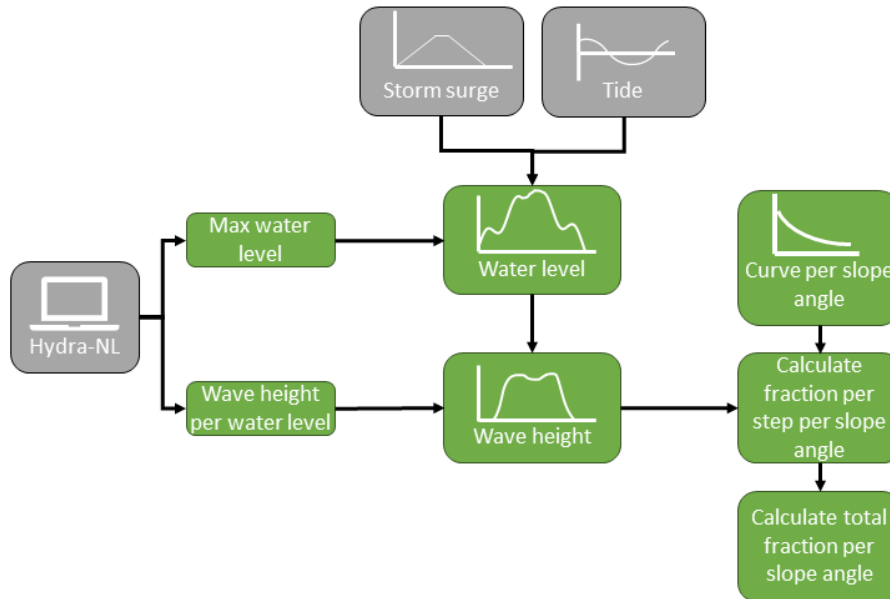 Storm surge
Tide
Max water
level
Water level
Curve per slope
angle
Hydra-NL
Wave height
per water level
Wave height
Calculate
fraction per
step per slope
angle
Calculate total
fraction per
slope angle